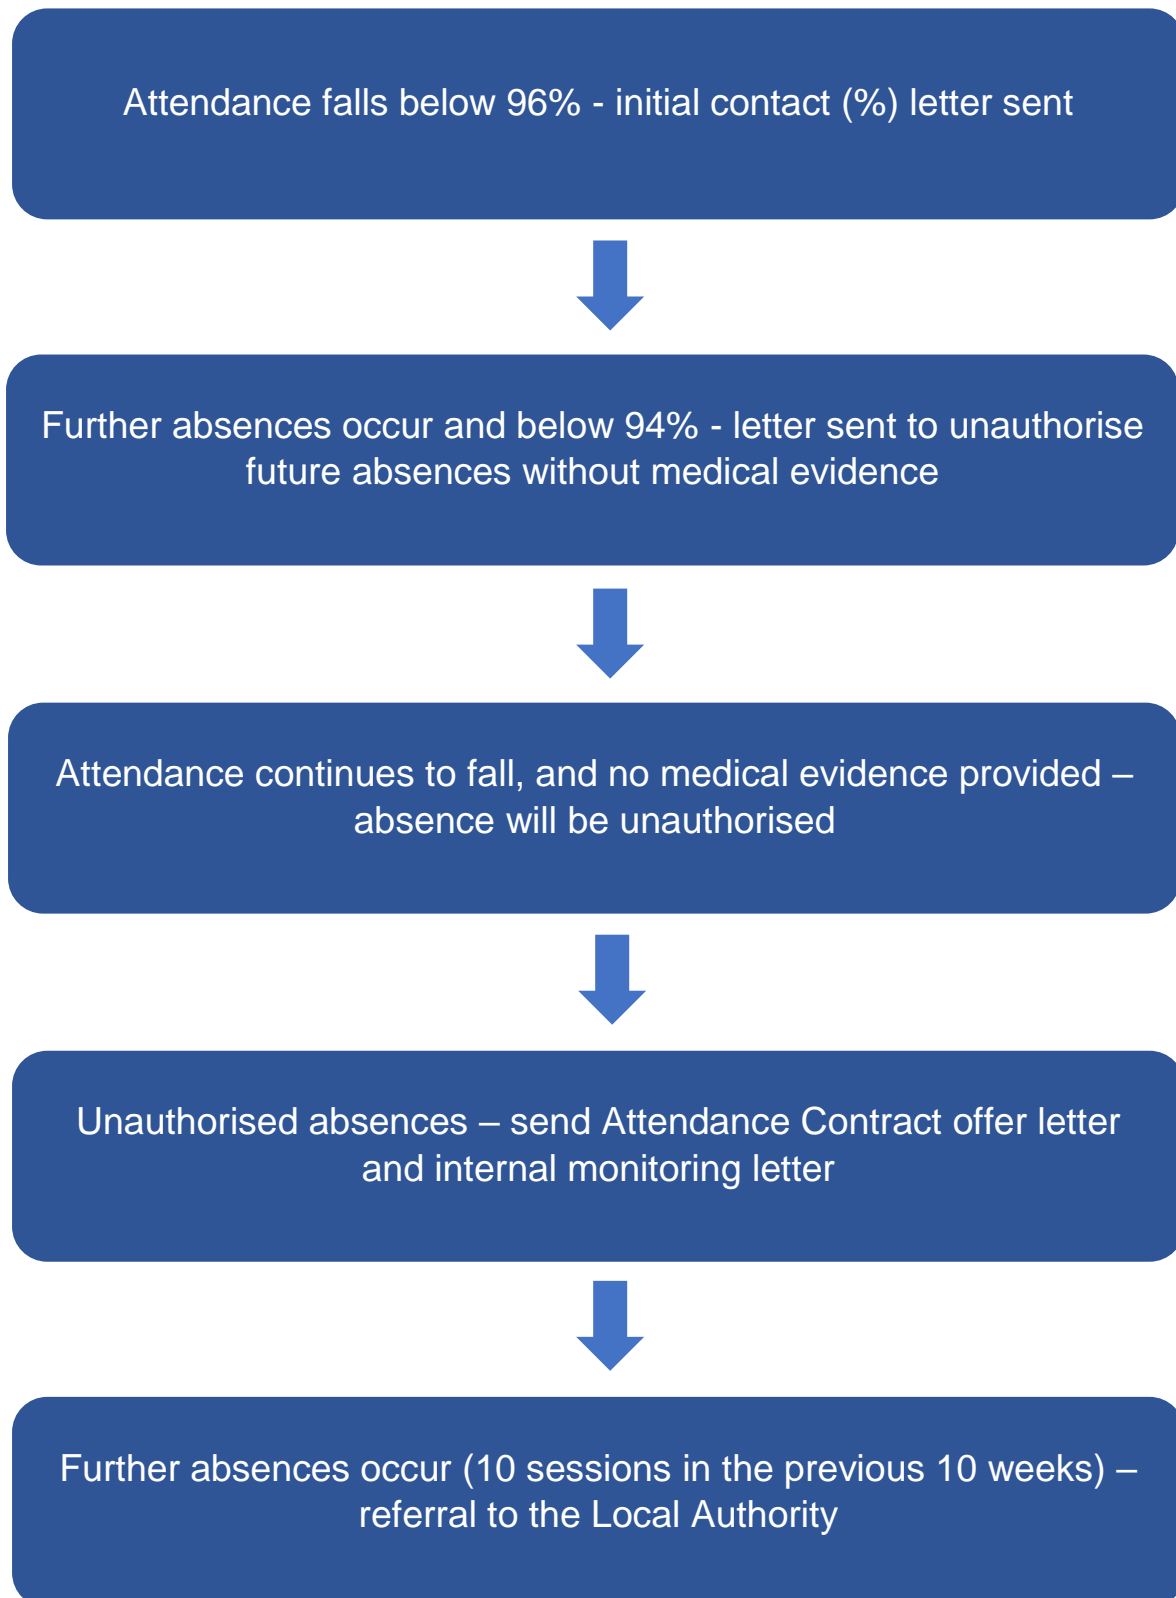 Attendance falls below 96% - initial contact (%) letter sent
Further absences occur and below 94% - letter sent to unauthorise
future absences without medical evidence
Attendance continues to fall, and no medical evidence provided –
absence will be unauthorised
Unauthorised absences – send Attendance Contract offer letter
and internal monitoring letter
Further absences occur (10 sessions in the previous 10 weeks) –
referral to the Local Authority